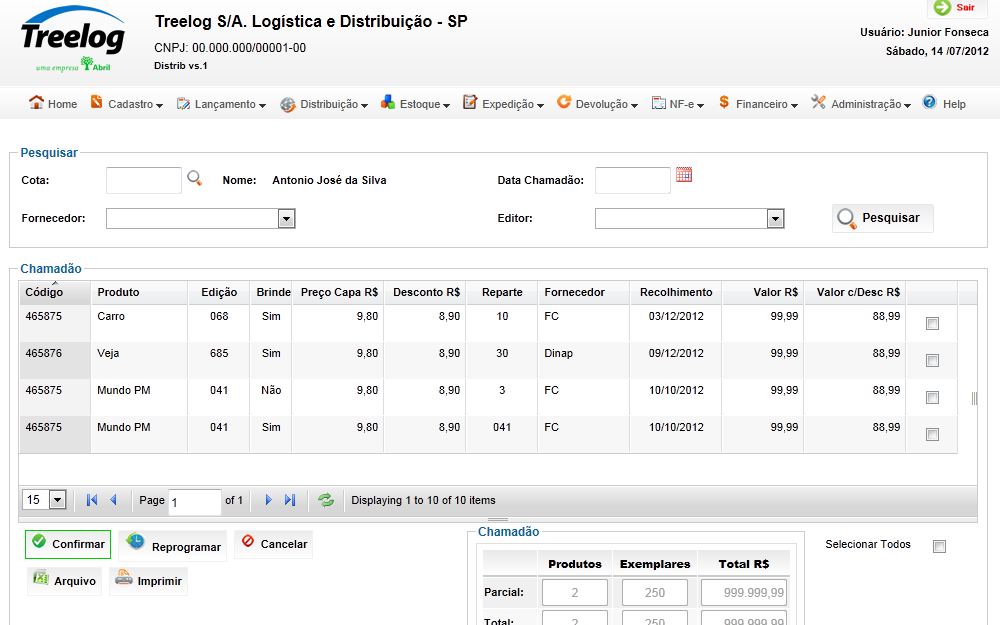 Treelog
uma empresa Abril
Treelog S/A. Logística e Distribuição - SP
CNPJ: 00.000.000/00001-00
Distrib vs.1
Sair
Usuário: Junior Fonseca
Sábado, 14 /07/2012
Home Cadastro Lançamento Distribuição Estoque Expedição Devolução NF-e Financeiro Administração Help
Pesquisar
Cota: Nome: Antonio José da Silva Data Chamadão:
Fornecedor: Editor: Pesquisar
Chamadão
Código Produto Edição Brinde Preço Capa R$ Desconto R$ Reparte Fornecedor Recolhimento Valor R$ Valor c/Desc R$
465875 Carro 068 Sim 9,80 8,90 10 FC 03/12/2012 99,99 88,99
465876 Veja 685 Sim 9,80 8,90 30 Dinap 09/12/2012 99,99 88,99
465875 Mundo PM 041 Não 9,80 8,90 3 FC 10/10/2012 99,99 88,99
465875 Mundo PM 041 Sim 9,80 8,90 041 FC 10/10/2012 99,99 88,99
15 Page 1 of 1 Displaying 1 to 10 of 10 items
Confirmar Reprogramar Cancelar
Arquivo Imprimir
Chamadão
Selecionar Todos
Produtos Exemplares Total R$
Parcial: 2 250 999.999,99
Total: 2 250 999.999,99